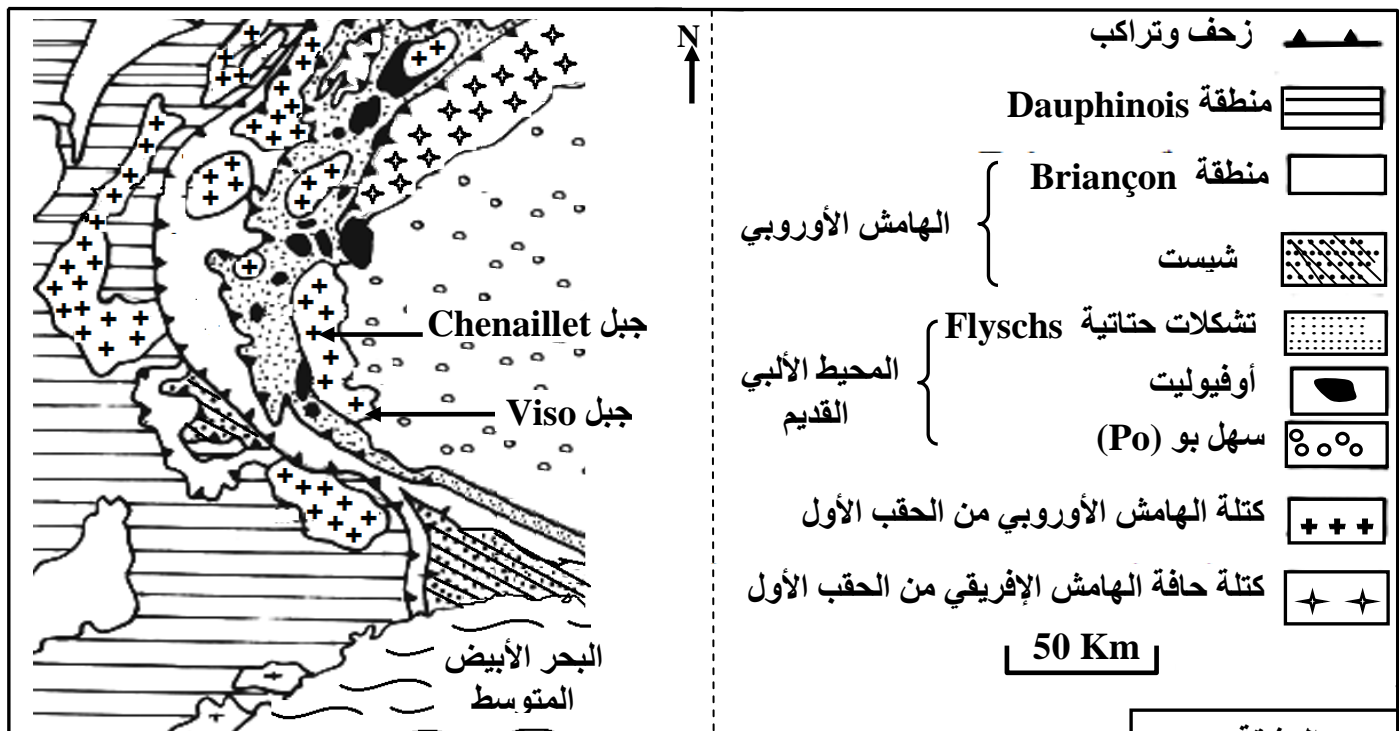 N
جبل Chenaillet
جبل Viso
البحر الأبيض
المتوسط
زحف وتراكب
منطقة Dauphinois
منطقة Briançon
الهامش الأوروبي
شيست
تشكلات حتاتية Flyschs
المحيط الألبي
القديم
أوفيوليت
سهل بو (Po)
كتلة الهامش الأوروبي من الحقب الأول
كتلة حافة الهامش الإفريقي من الحقب الأول
50 Km